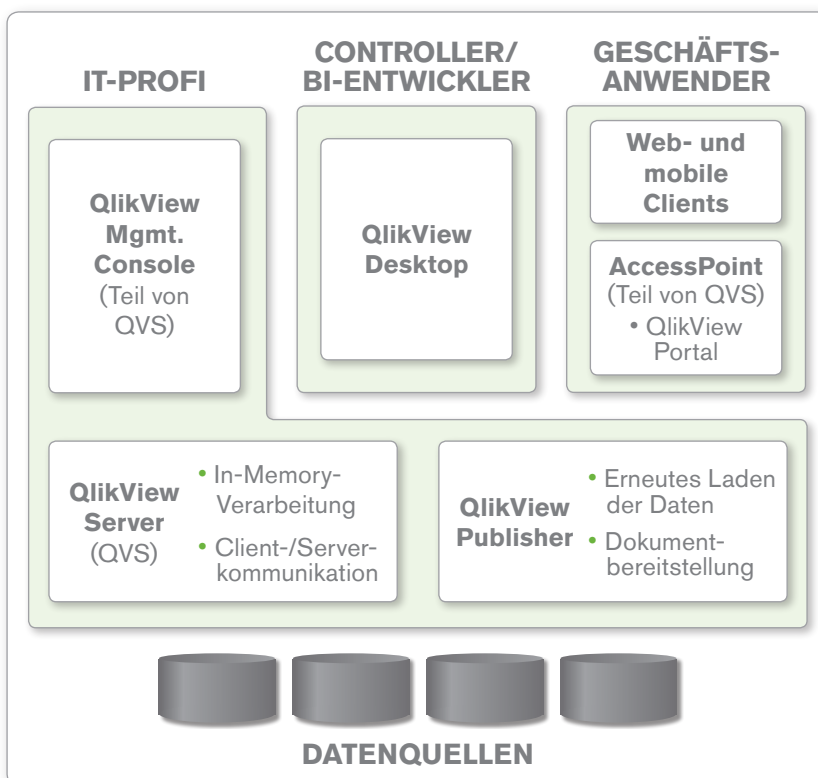 IT-PROFI
CONTROLLER/
BI-ENTWICKLER
GESCHÄFTS-
ANWENDER
QlikView
Mgmt.
Console
(Teil von
QVS)
QlikView
Desktop
Web- und
mobile
Clients
AccessPoint
(Teil von QVS)
• QlikView
Portal
QlikView
Server
(QVS)
• In-Memory-
Verarbeitung
• Client-/Server-
kommunikation
QlikView
Publisher
• Erneutes Laden
der Daten
• Dokument-
bereitstellung
DATENQUELLEN